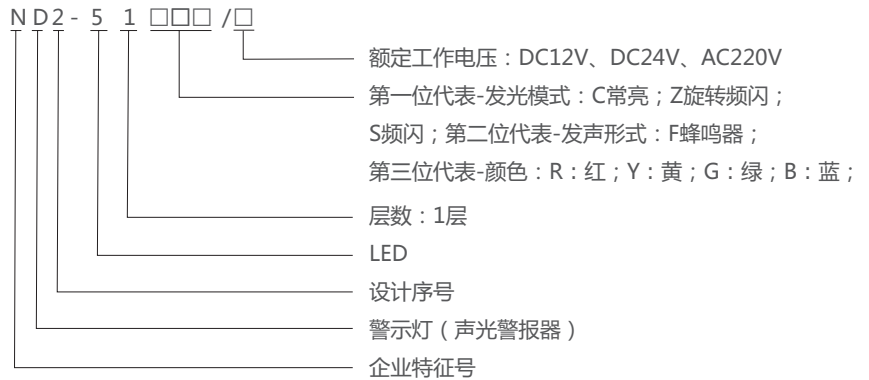 ND2-51□□□/□
额定工作电压：DC12V、DC24V、AC220V
第一位代表-发光模式：C常亮；Z旋转频闪；
S频闪；第二位代表-发声形式：F蜂鸣器；
第三位代表-颜色：R：红；Y：黄；G：绿；B：蓝；
层数：1层
LED
设计序号
警示灯（声光警报器）
企业特征号